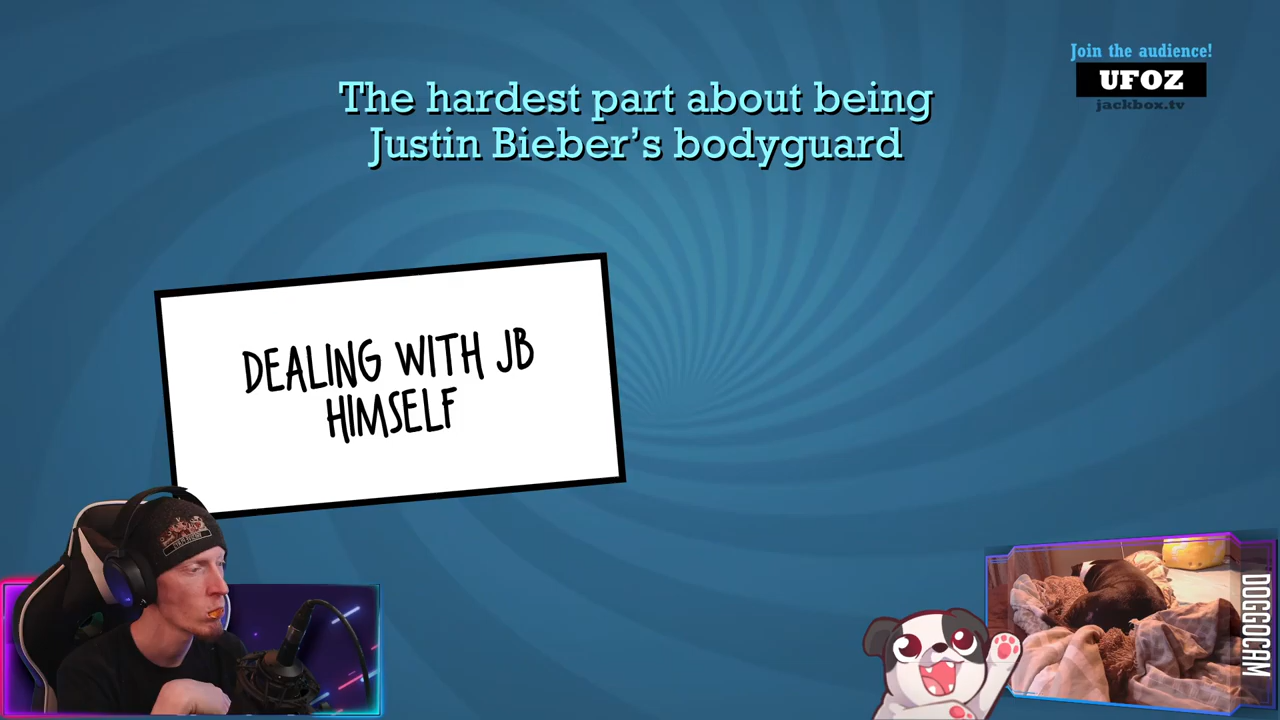 Join the audience!
UFOZ
jackbox.tv
The hardest part about being
Justin Bieber's bodyguard
DEALING WITH JB
HIMSELF
DOGGOCAM